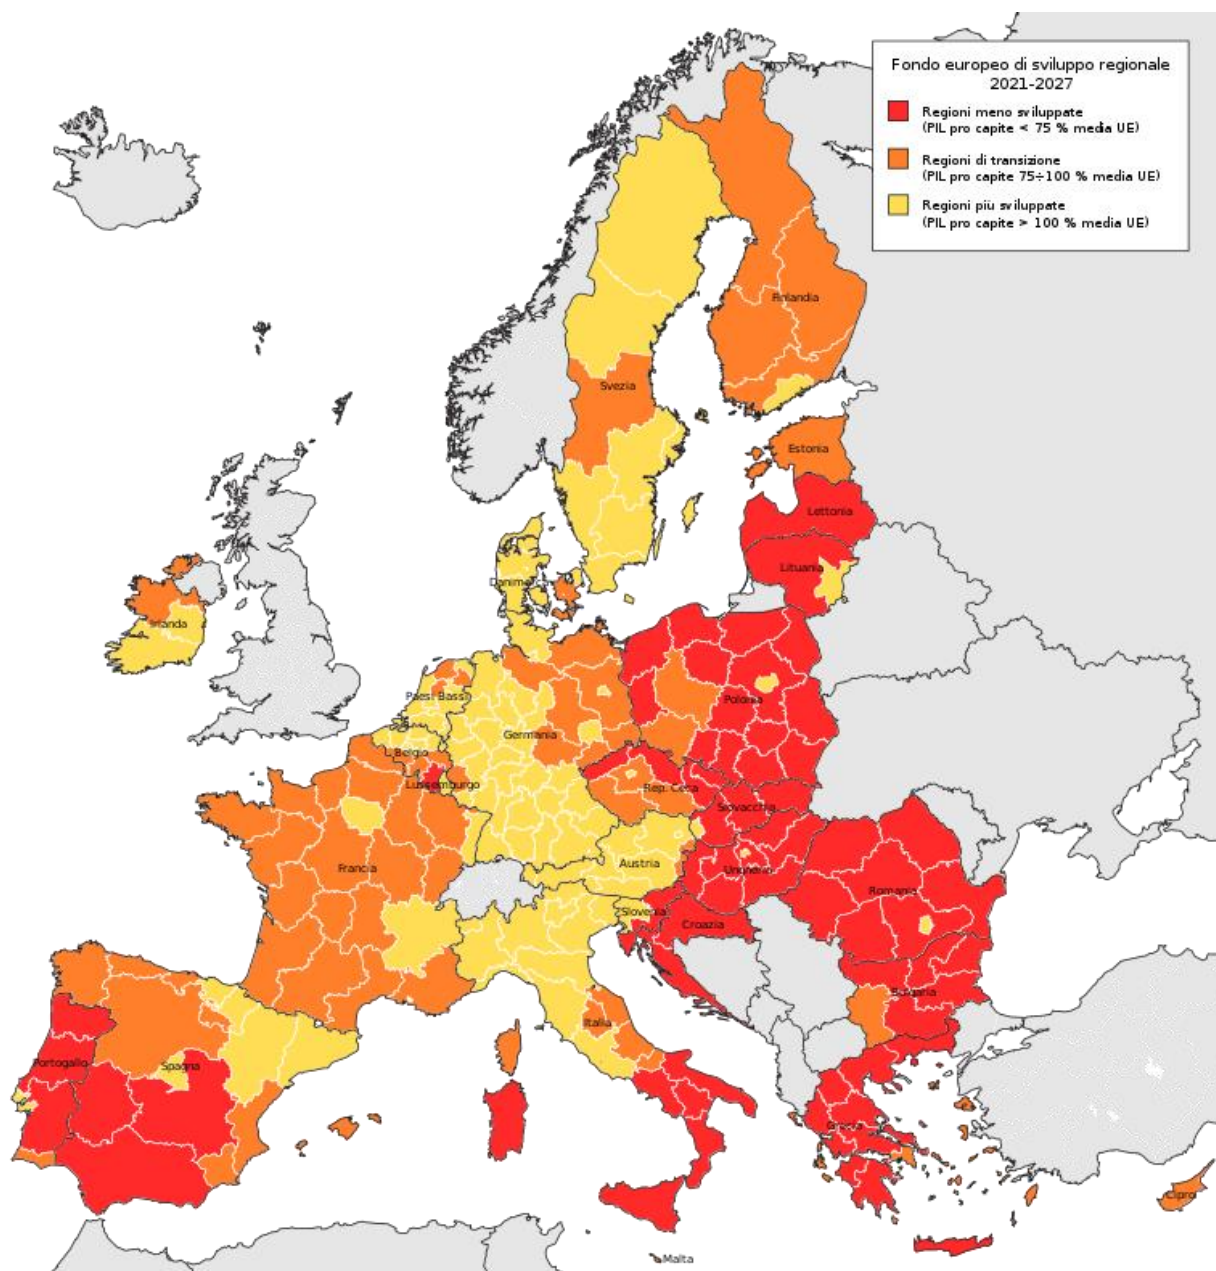 Fondo europeo di sviluppo regionale
2021-2027
Regioni meno sviluppate
(PIL pro capite < 75 % media UE)
Regioni di transizione
(PIL pro capite 75÷100 % media UE)
Regioni più sviluppate
(PIL pro capite > 100 % media UE)
Finlandia
Svezia
Estonia
Lettonia
Lituania
Danimarca
Irlanda
Paesi Bassi
Polonia
Germania
Belgio
Lussemburgo
Rep. Ceca
Slovacchia
Austria
Francia
Ungheria
Romania
Slovenia
Croazia
Bulgaria
Italia
Portogallo
Spagna
Grecia
Cipro
Malta